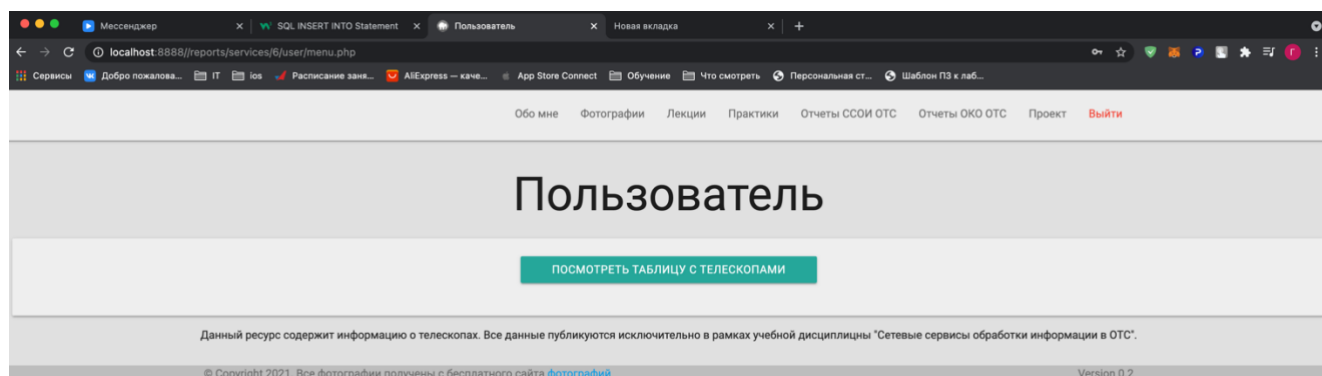 Мессенджер
SQL INSERT INTO Statement
Пользователь
Новая вкладка
localhost:8888//reports/services/6/user/menu.php
Сервисы Добро пожалова... IT ios Расписание заня... AliExpress — каче... App Store Connect Обучение Что смотреть Персональная ст... Шаблон ПЗ к лаб...
Обо мне Фотографии Лекции Практики Отчеты ССОИ ОТС Отчеты ОКО ОТС Проект Выйти
Пользователь
ПОСМОТРЕТЬ ТАБЛИЦУ С ТЕЛЕСКОПАМИ
Данный ресурс содержит информацию о телескопах. Все данные публикуются исключительно в рамках учебной дисциплицны "Сетевые сервисы обработки информации в ОТС".
© Copyright 2021. Все фотографии получены с бесплатного сайта фотографий
Version 0.2